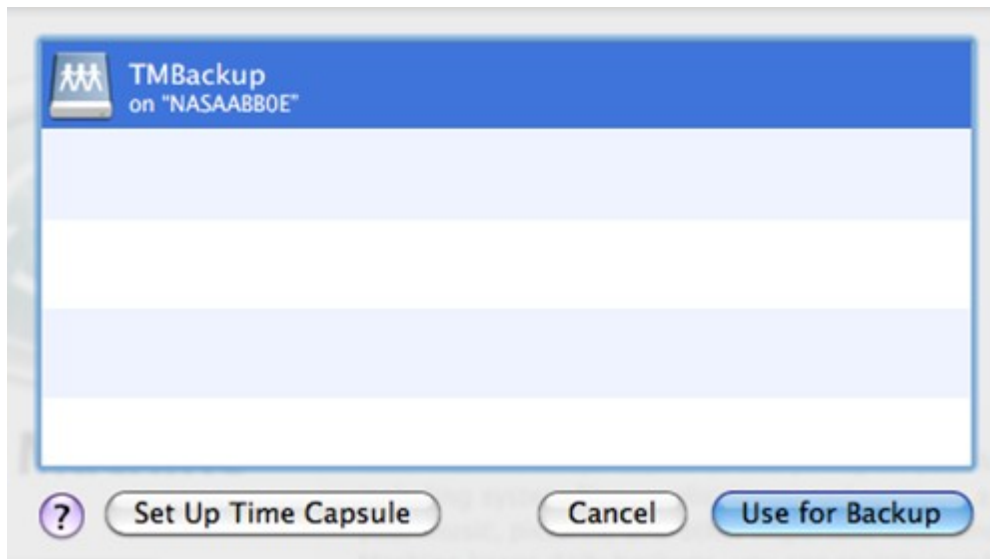 TMBackup
on "NASAABB0E"
?
Set Up Time Capsule
Cancel
Use for Backup